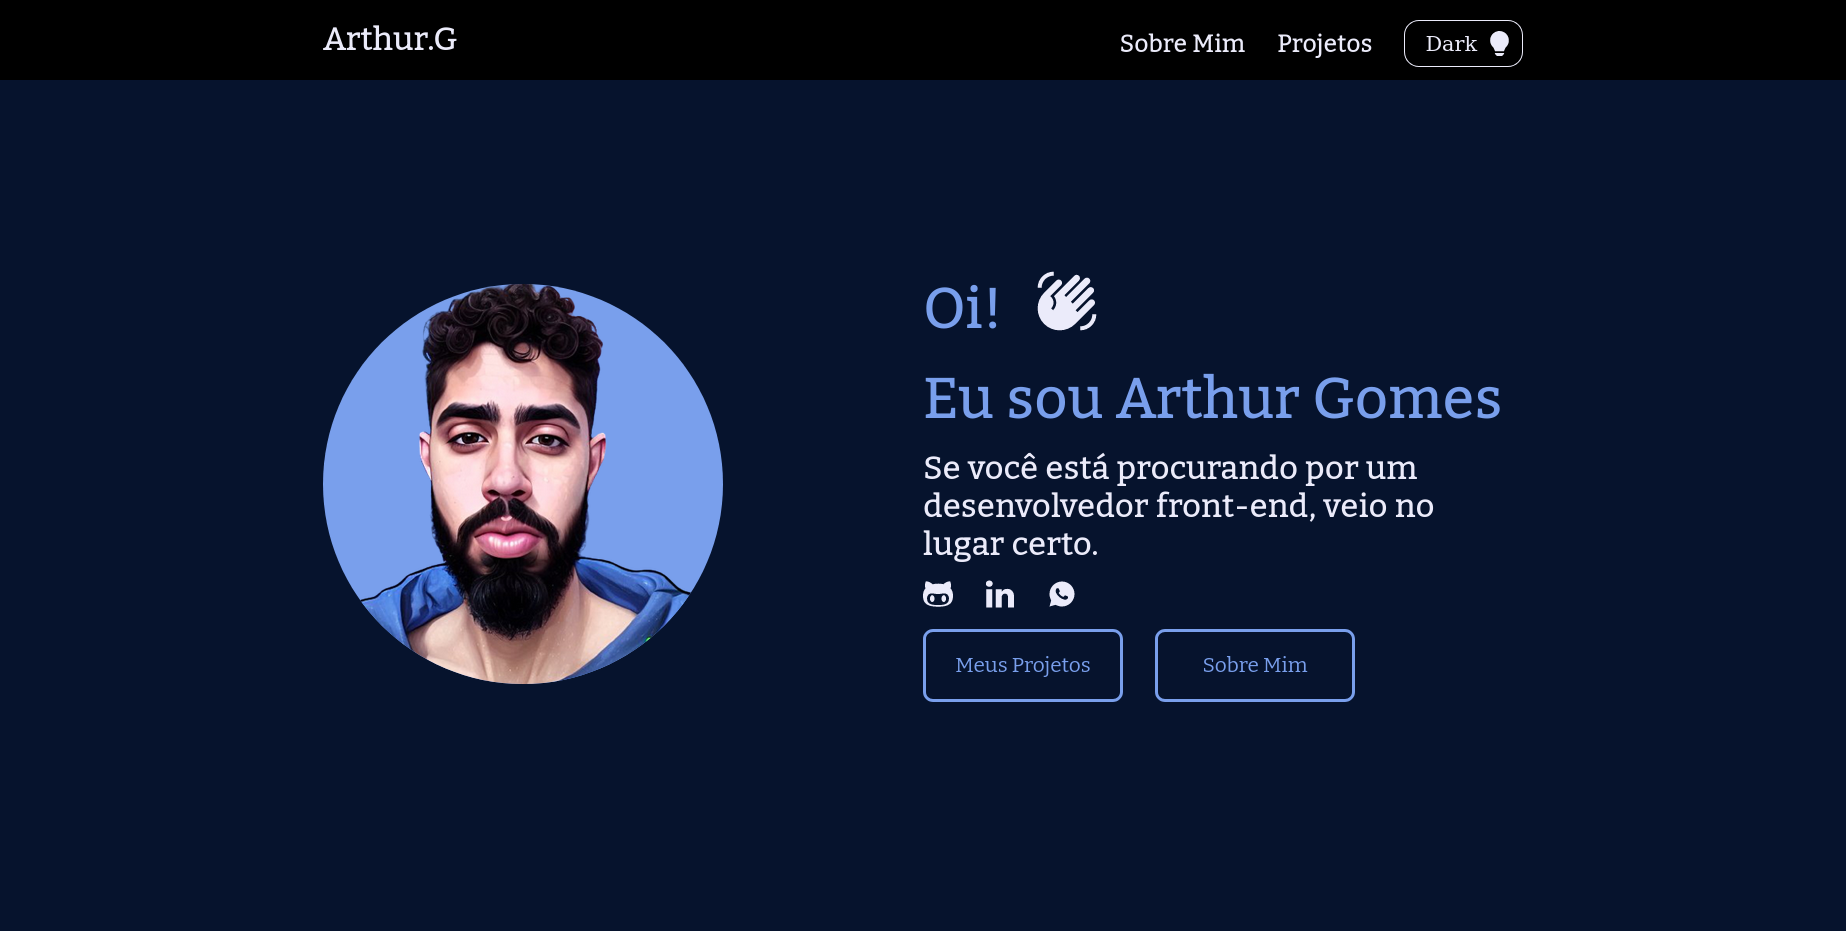 Arthur.G
Sobre Mim
Projetos
Dark
Oi!
Eu sou Arthur Gomes
Se você está procurando por um
desenvolvedor front-end, veio no
lugar certo.
in
Meus Projetos
Sobre Mim